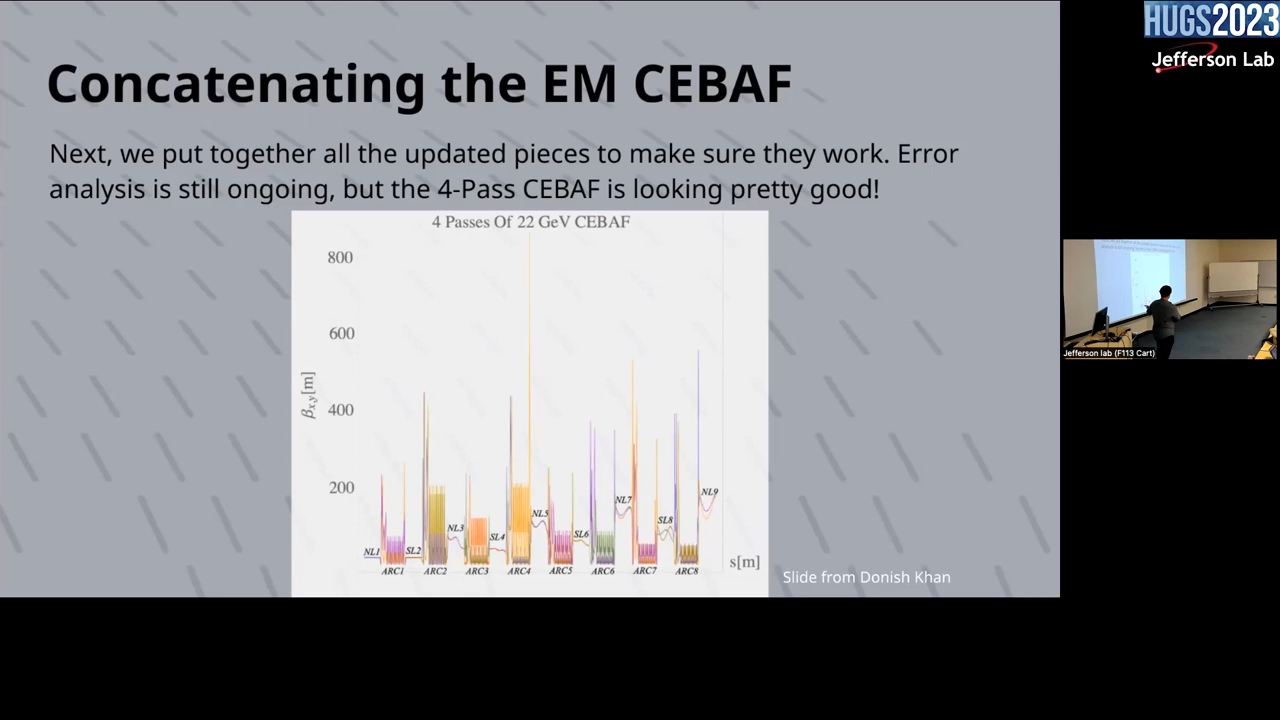 HUGS2023
Jefferson Lab
Concatenating the EM CEBAF
Next, we put together all the updated pieces to make sure they work. Error
analysis is still ongoing, but the 4-Pass CEBAF is looking pretty good!
4 Passes Of 22 GeV CEBAF
800
600
400
200
βx,y[m]
NL1
SL2
NL3
SL4
NL5
SL6
NL7
SL8
NL9
ARC1
ARC2
ARC3
ARC4
ARC5
ARC6
ARC7
ARC8
s[m]
Slide from Donish Khan
Jefferson lab (F113 Cart)